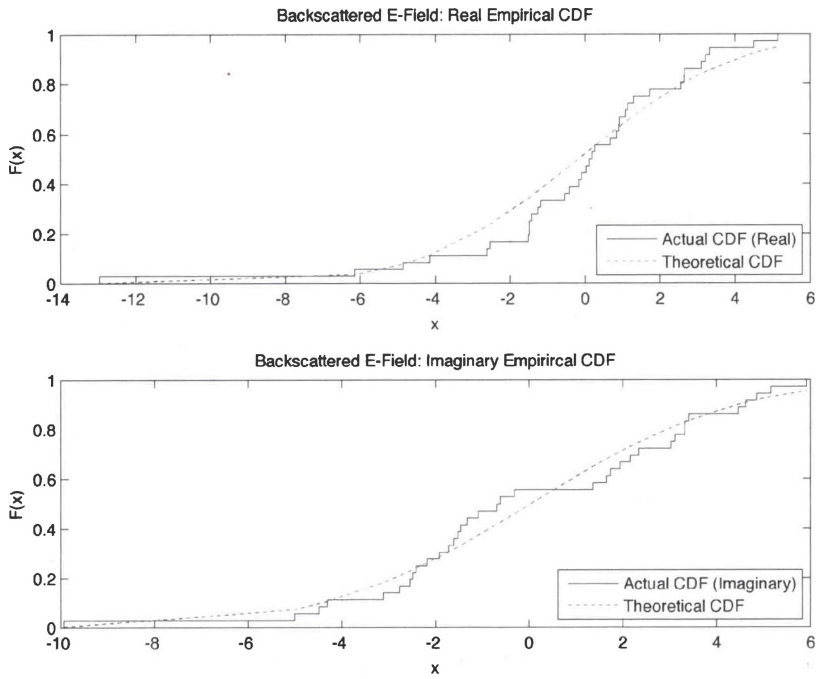 Backscattered E-Field: Real Empirical CDF
1
0.8
0.6
0.4
0.2
0
F(x)
-14 -12 -10 -8 -6 -4 -2 0 2 4 6
x
Actual CDF (Real)
Theoretical CDF
Backscattered E-Field: Imaginary Empirircal CDF
1
0.8
0.6
0.4
0.2
0
F(x)
-10 -8 -6 -4 -2 0 2 4 6
x
Actual CDF (Imaginary)
Theoretical CDF